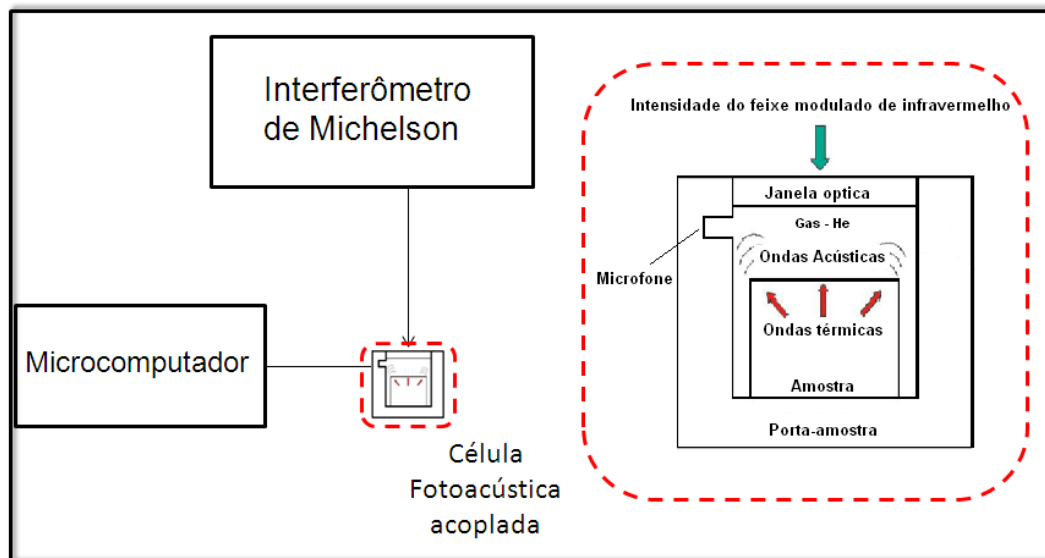 Interferômetro
de Michelson
Microcomputador
Célula
Fotoacústica
acoplada
Intensidade do feixe modulado de infravermelho
Janela optica
Gas - He
Ondas Acústicas
Microfone
Ondas térmicas
Amostra
Porta-amostra